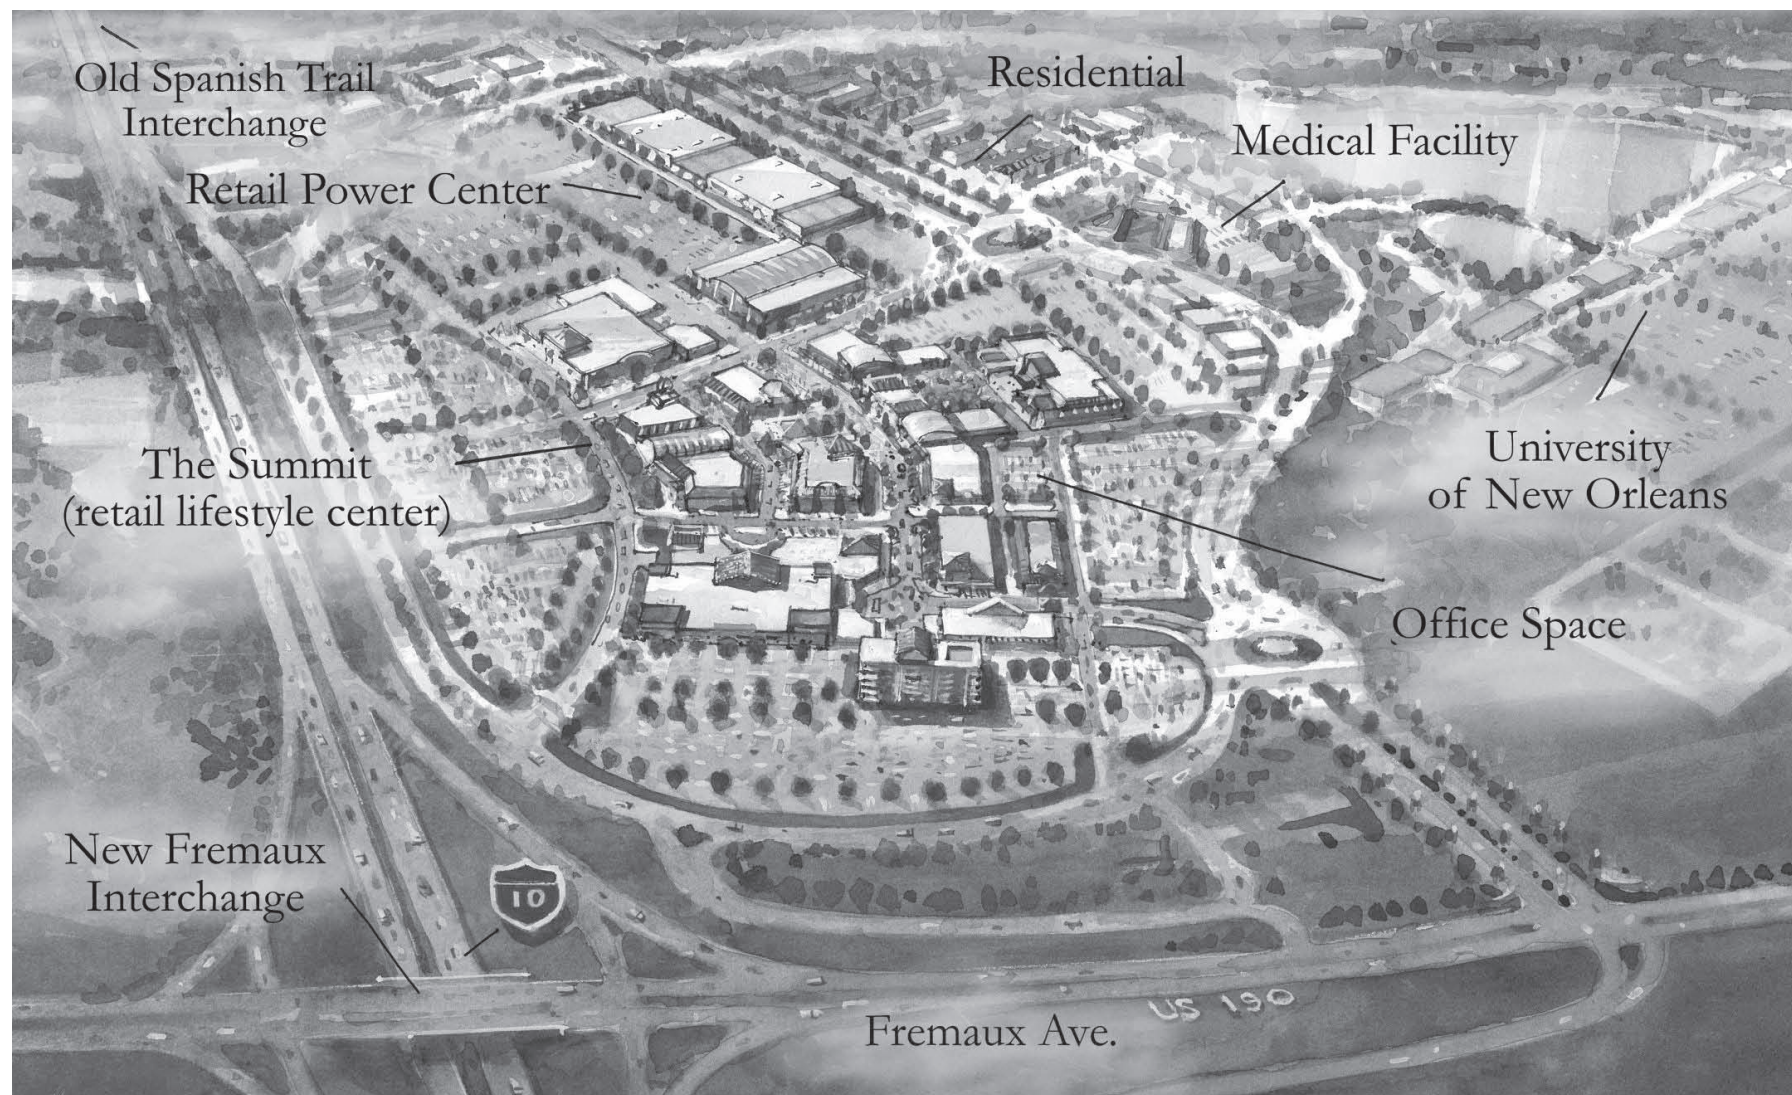 Old Spanish Trail
Interchange
Residential
Medical Facility
Retail Power Center
The Summit
(retail lifestyle center)
University
of New Orleans
Office Space
New Fremaux
Interchange
10
US 190
Fremaux Ave.